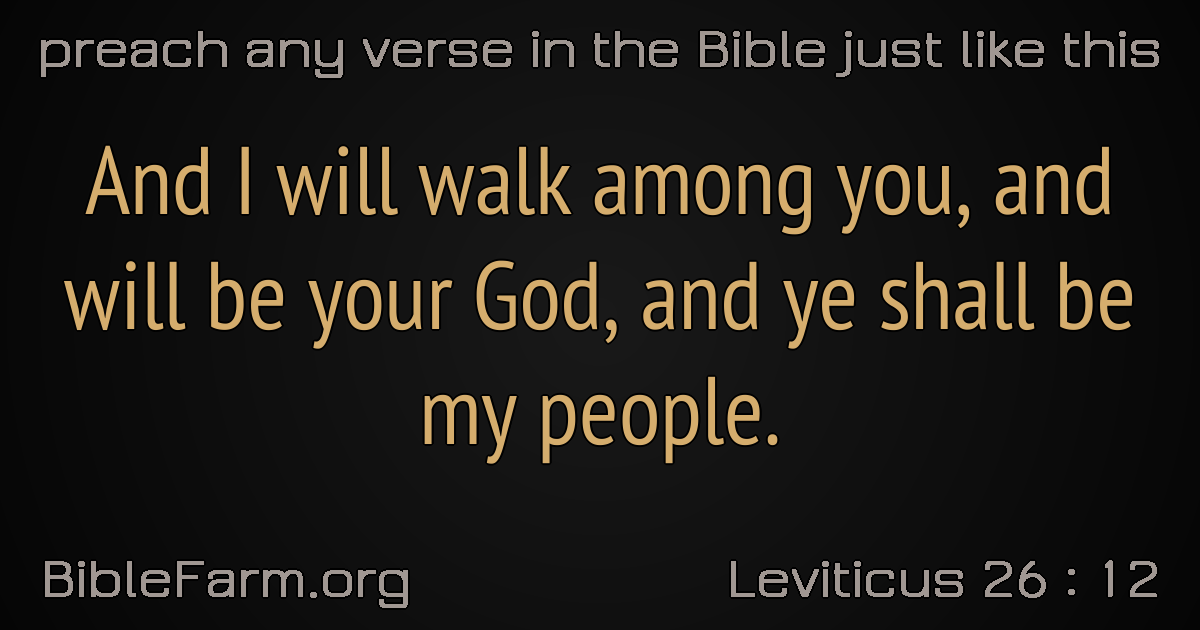 preach any verse in the Bible just like this
And I will walk among you, and
will be your God, and ye shall be
my people.
BibleFarm.org
Leviticus 26 : 12